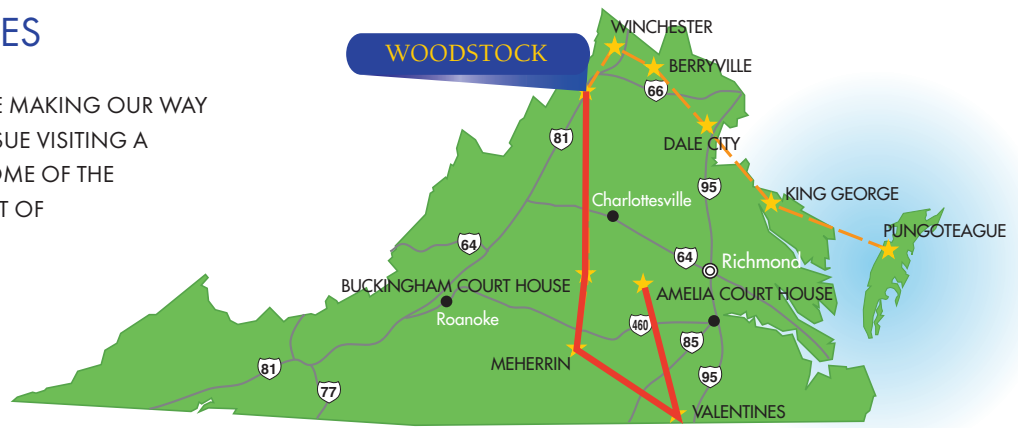 ES
E MAKING OUR WAY
SUE VISITING A
OME OF THE
T OF
WOODSTOCK
WINCHESTER
BERRYVILLE
66
81
DALE CITY
95
KING GEORGE
Charlottesville
PUNGOTEAGUE
64
64
Richmond
BUCKINGHAM COURT HOUSE
AMELIA COURT HOUSE
Roanoke
460
85
MEHERRIN
81
77
95
VALENTINES